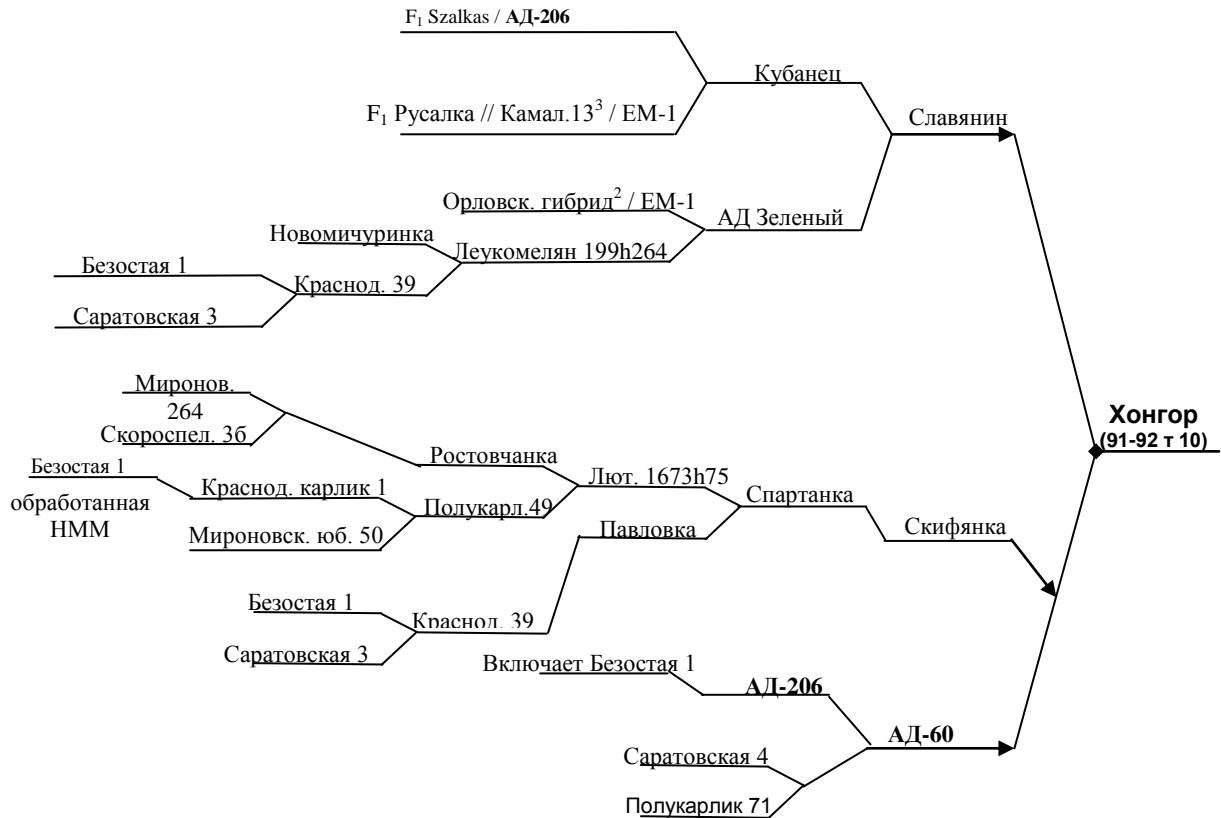 F₁ Szalkas / АД-206
Кубанец
F₁ Русалка // Камал.13³ / ЕМ-1
Славянин
Орловск. гибрид² / ЕМ-1
АД Зеленый
Новомичуринка
Леукомелян 199h264
Безостая 1
Краснод. 39
Саратовская 3
Миронов.
264
Скороспел. 3б
Хонгор
(91-92 т 10)
Ростовчанка
Безостая 1
обработанная
НММ
Краснод. карлик 1
Лют. 1673h75
Полукарл.49
Спартанка
Мироновск. юб. 50
Павловка
Скифянка
Безостая 1
Краснод. 39
Саратовская 3
Включает Безостая 1
АД-206
АД-60
Саратовская 4
Полукарлик 71